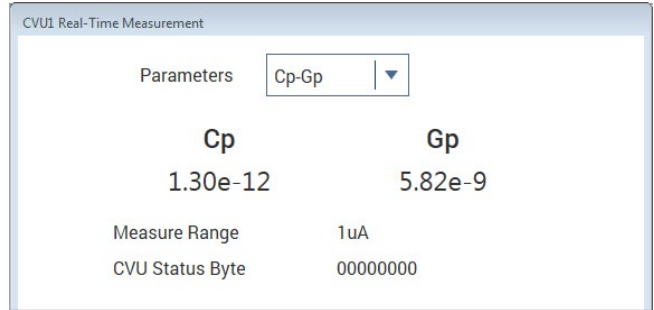 CVU1 Real-Time Measurement
Parameters Cp-Gp
Cp Gp
1.30e-12 5.82e-9
Measure Range 1uA
CVU Status Byte 00000000